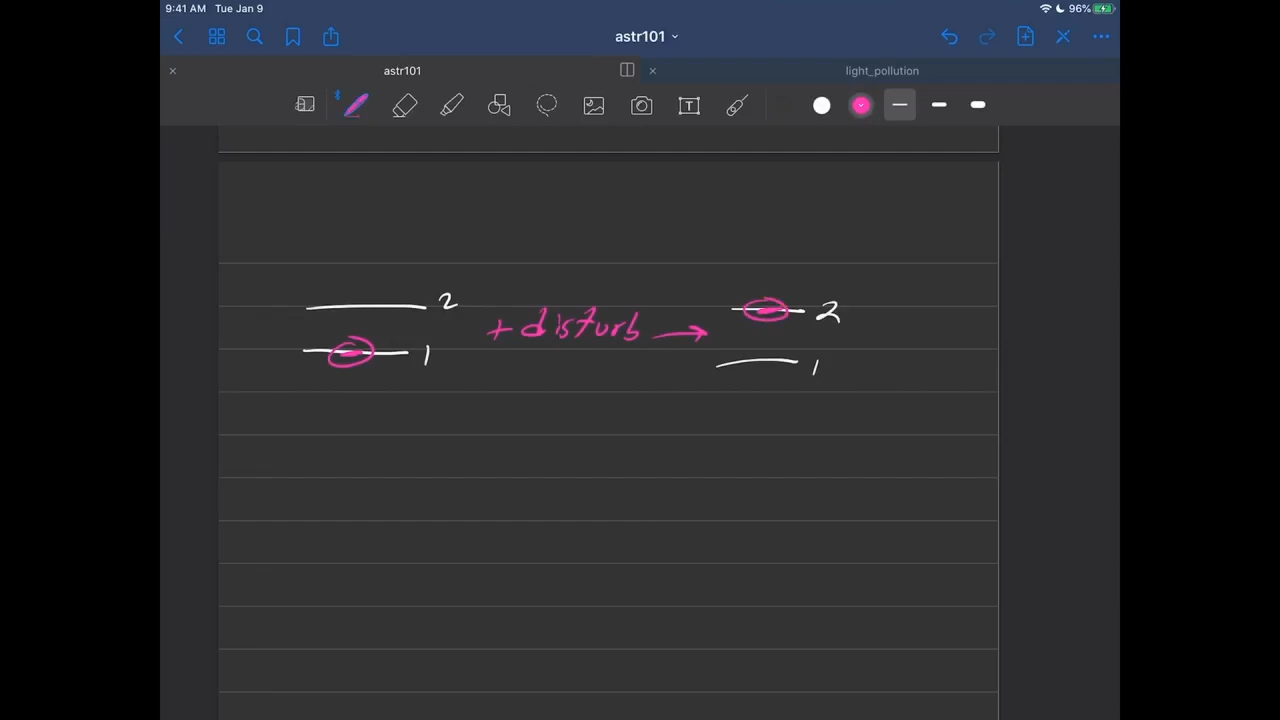 9:41 AM Tue Jan 9 96%
astr101
astr101 light_pollution
T
2 + disturb → 2
1 1